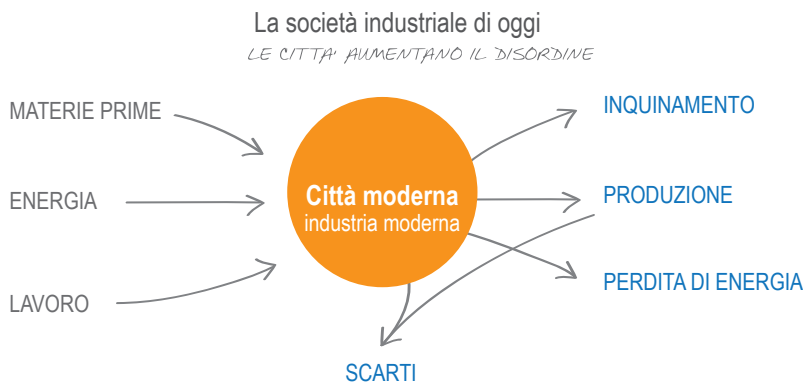 La società industriale di oggi
LE CITTA' AUMENTANO IL DISORDINE
MATERIE PRIME
INQUINAMENTO
Città moderna
industria moderna
ENERGIA
PRODUZIONE
PERDITA DI ENERGIA
LAVORO
SCARTI